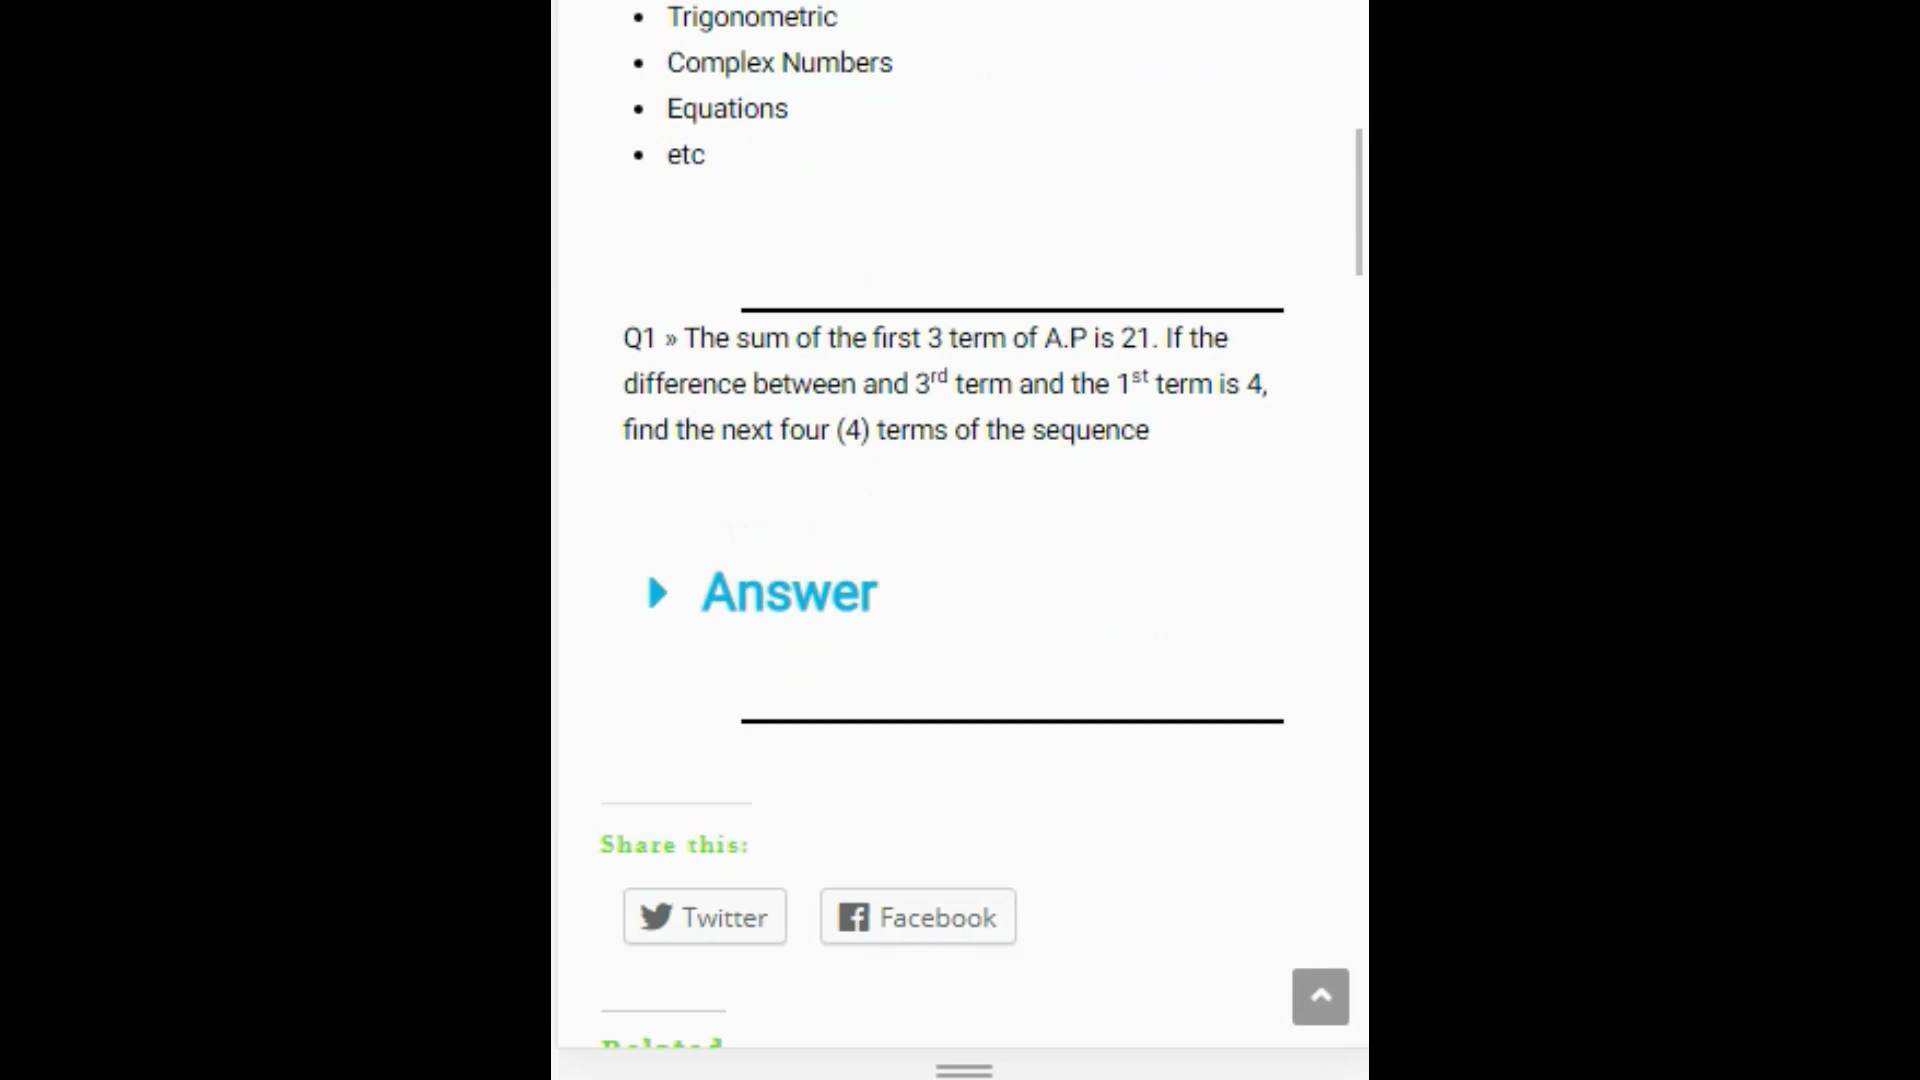 Trigonometric
Complex Numbers
Equations
etc
Q1 » The sum of the first 3 term of A.P is 21. If the
difference between and 3rd term and the 1st term is 4,
find the next four (4) terms of the sequence
Answer
Share this:
Twitter
Facebook
Related